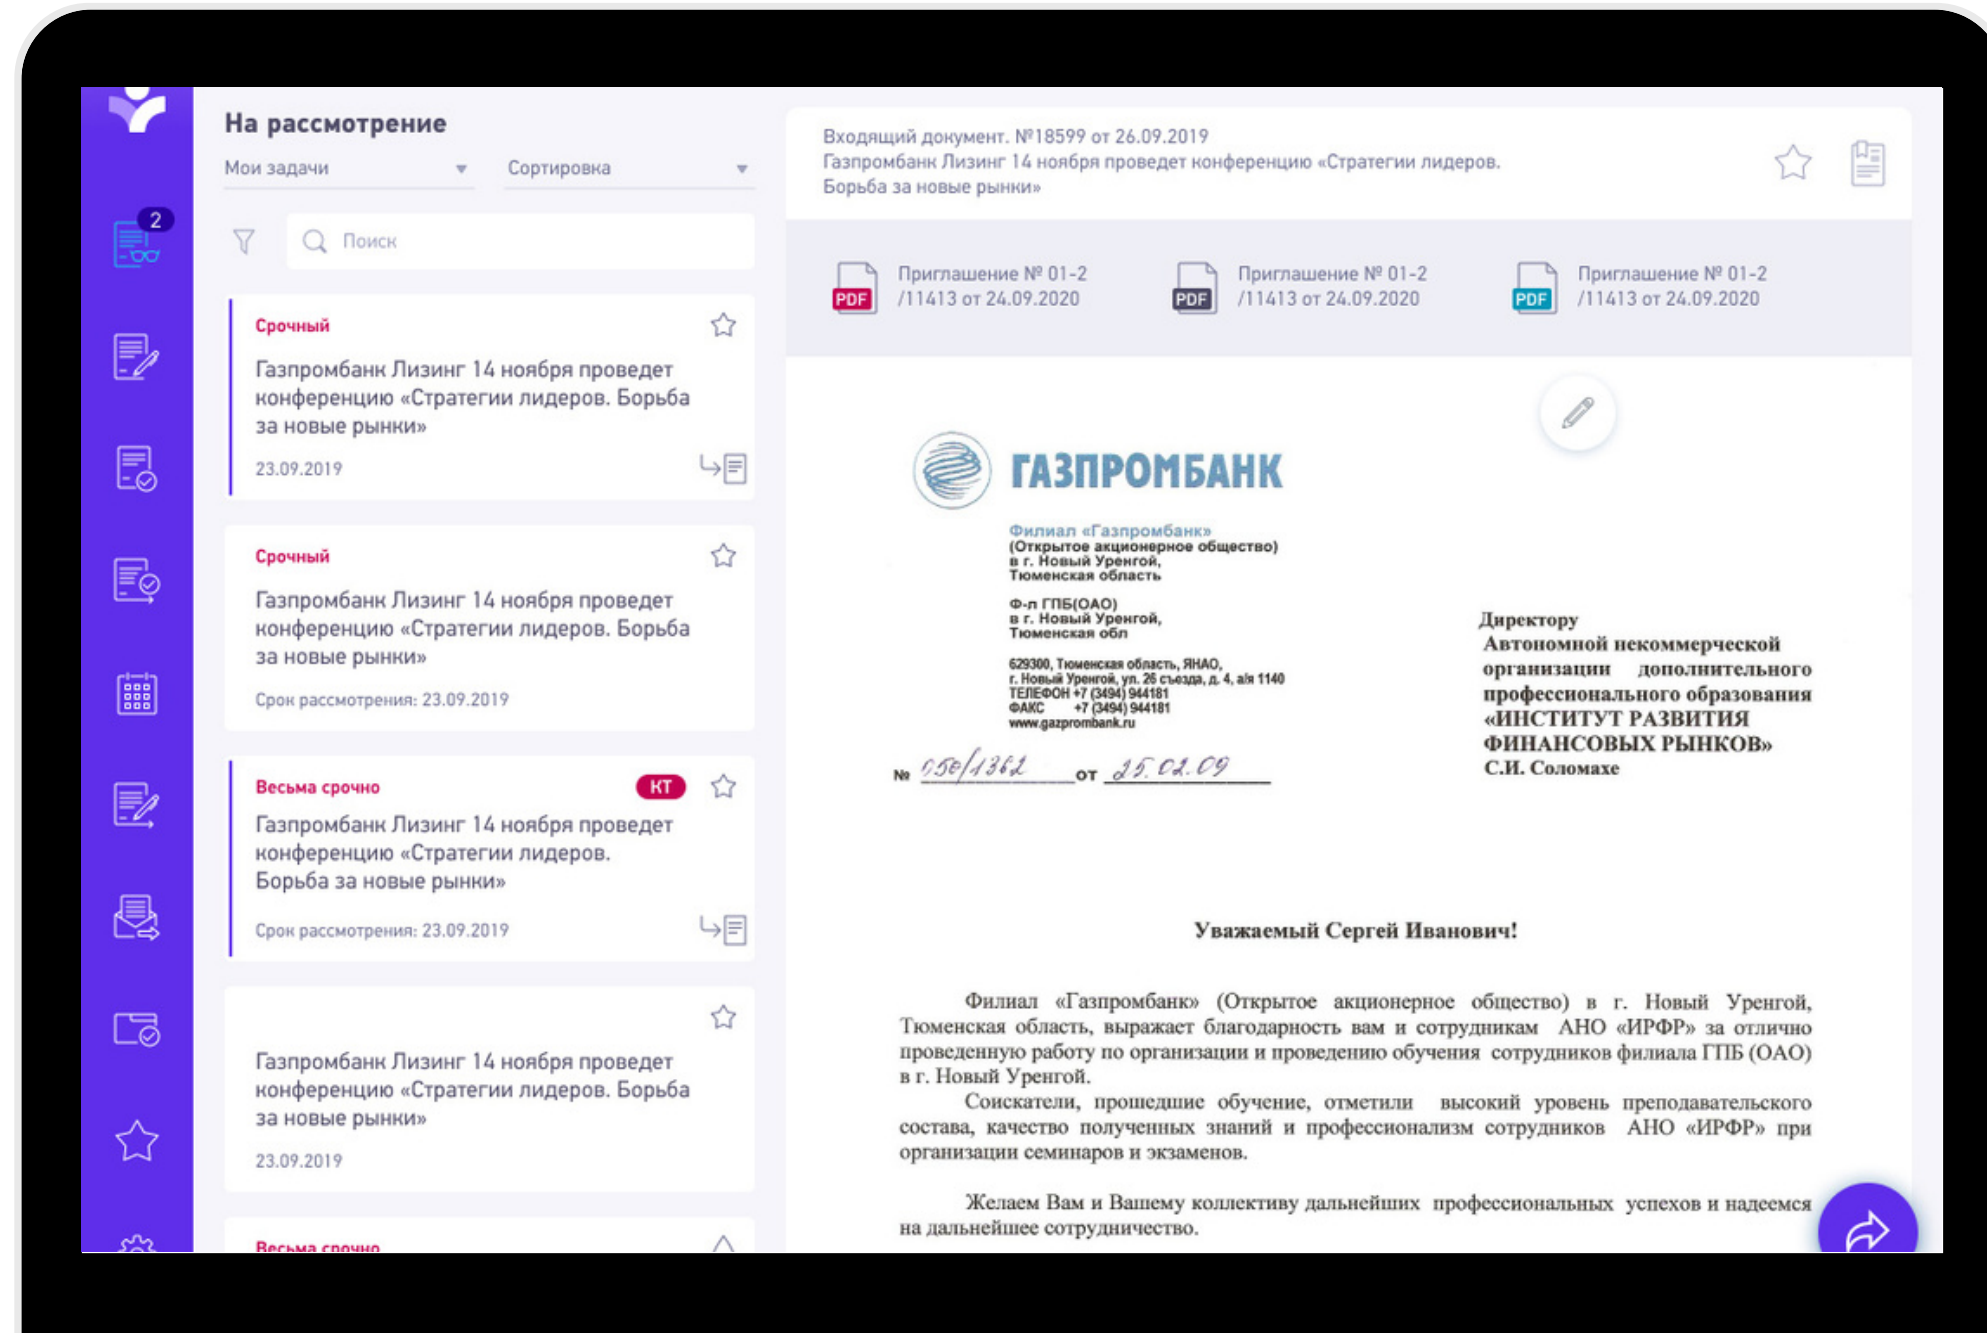 На рассмотрение
Мои задачи
Сортировка
2
Поиск
Срочный
Газпромбанк Лизинг 14 ноября проведет
конференцию «Стратегии лидеров. Борьба
за новые рынки»
23.09.2019
Срочный
Газпромбанк Лизинг 14 ноября проведет
конференцию «Стратегии лидеров. Борьба
за новые рынки»
Срок рассмотрения: 23.09.2019
Весьма срочно
КТ
Газпромбанк Лизинг 14 ноября проведет
конференцию «Стратегии лидеров.
Борьба за новые рынки»
Срок рассмотрения: 23.09.2019
Газпромбанк Лизинг 14 ноября проведет
конференцию «Стратегии лидеров. Борьба
за новые рынки»
23.09.2019
Весьма срочно
Входящий документ. №18599 от 26.09.2019
Газпромбанк Лизинг 14 ноября проведет конференцию «Стратегии лидеров.
Борьба за новые рынки»
PDF
Приглашение № 01-2
/11413 от 24.09.2020
PDF
Приглашение № 01-2
/11413 от 24.09.2020
PDF
Приглашение № 01-2
/11413 от 24.09.2020
ГАЗПРОМБАНК
Филиал «Газпромбанк»
(Открытое акционерное общество)
в г. Новый Уренгой,
Тюменская область
Ф-л ГПБ(ОАО)
в г. Новый Уренгой,
Тюменская обл
629300, Тюменская область, ЯНАО,
г. Новый Уренгой, ул. 26 съезда, д. 4, а/я 1140
ТЕЛЕФОН +7 (3494) 944181
ФАКС +7 (3494) 944181
www.gazprombank.ru
№ 050/1362 от 25.02.09
Директору
Автономной некоммерческой
организации дополнительного
профессионального образования
«ИНСТИТУТ РАЗВИТИЯ
ФИНАНСОВЫХ РЫНКОВ»
С.И. Соломахе
Уважаемый Сергей Иванович!
Филиал «Газпромбанк» (Открытое акционерное общество) в г. Новый Уренгой,
Тюменская область, выражает благодарность вам и сотрудникам АНО «ИРФР» за отлично
проведенную работу по организации и проведению обучения сотрудников филиала ГПБ (ОАО)
в г. Новый Уренгой.
Соискатели, прошедшие обучение, отметили высокий уровень преподавательского
состава, качество полученных знаний и профессионализм сотрудников АНО «ИРФР» при
организации семинаров и экзаменов.
Желаем Вам и Вашему коллективу дальнейших профессиональных успехов и надеемся
на дальнейшее сотрудничество.